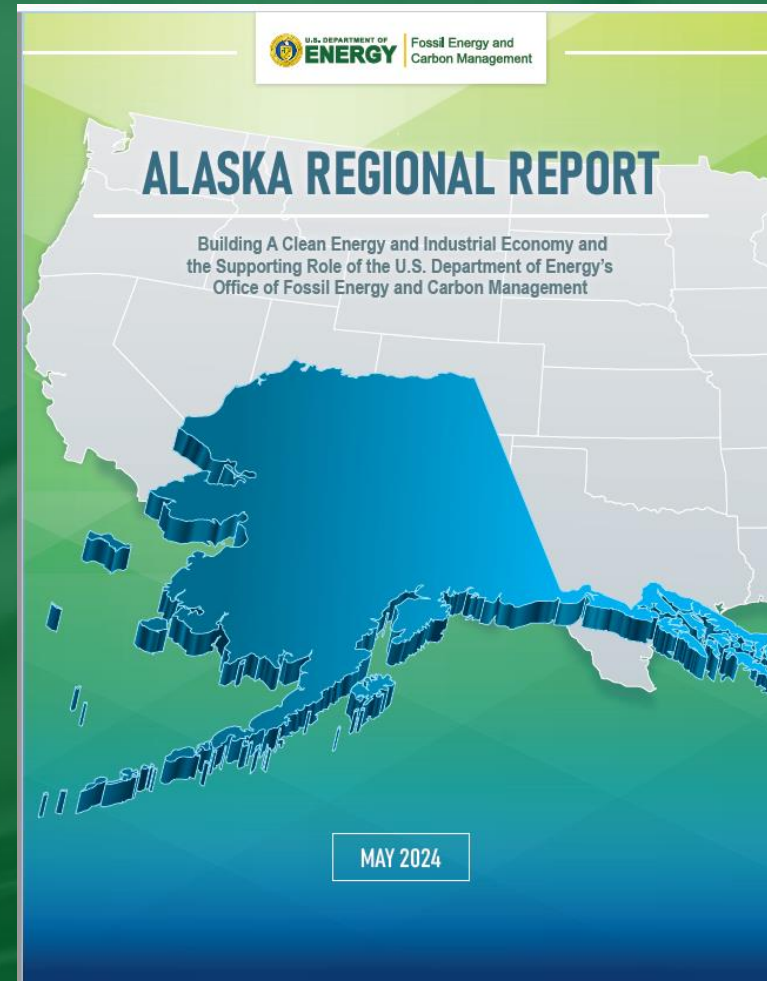 U.S. DEPARTMENT OF
ENERGY
Fossil Energy and
Carbon Management
ALASKA REGIONAL REPORT
Building A Clean Energy and Industrial Economy and
the Supporting Role of the U.S. Department of Energy's
Office of Fossil Energy and Carbon Management
MAY 2024